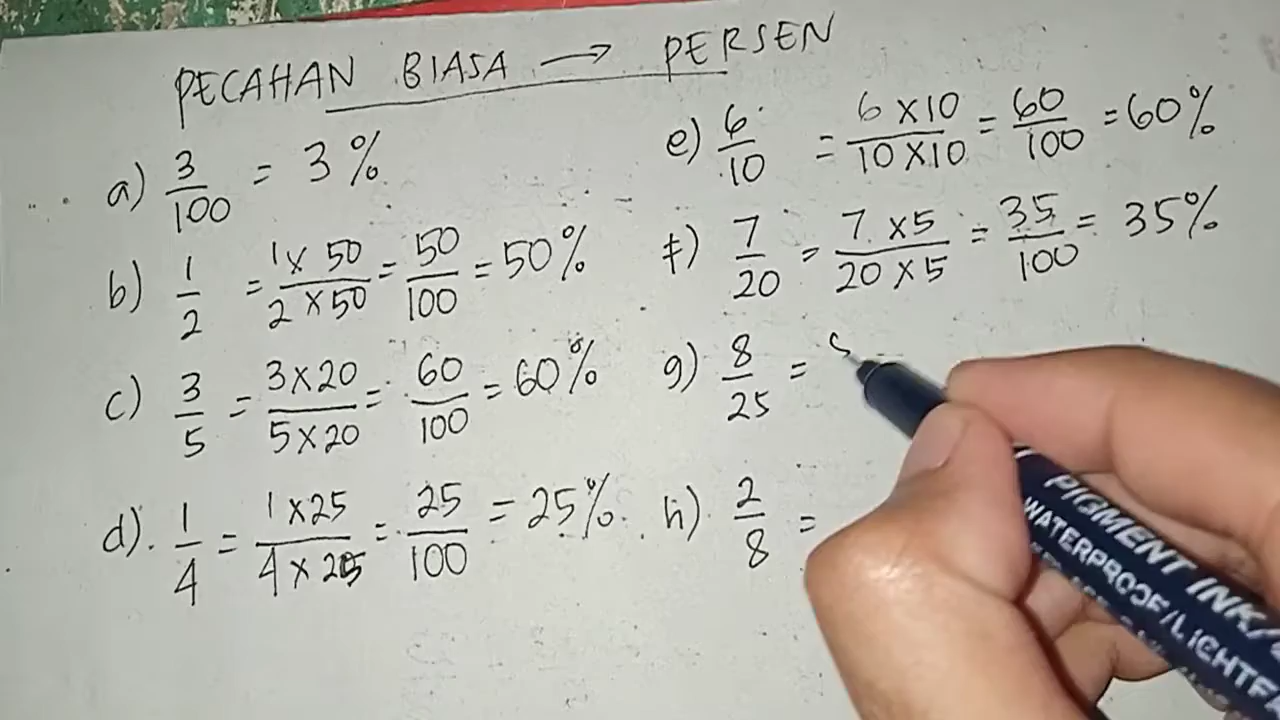 PECAHAN BIASA → PERSEN
a) 3/100 = 3%
b) 1/2 = 1 x 50/2 x 50 = 50/100 = 50%
c) 3/5 = 3 x 20/5 x 20 = 60/100 = 60%
d). 1/4 = 1 x 25/4 x 25 = 25/100 = 25%.
e) 6/10 = 6 x 10/10 x 10 = 60/100 = 60%
f) 7/20 = 7 x 5/20 x 5 = 35/100 = 35%
g) 8/25 =
h) 2/8 =
PIGMENT INK/
WATERPROOF/LIGHTFA